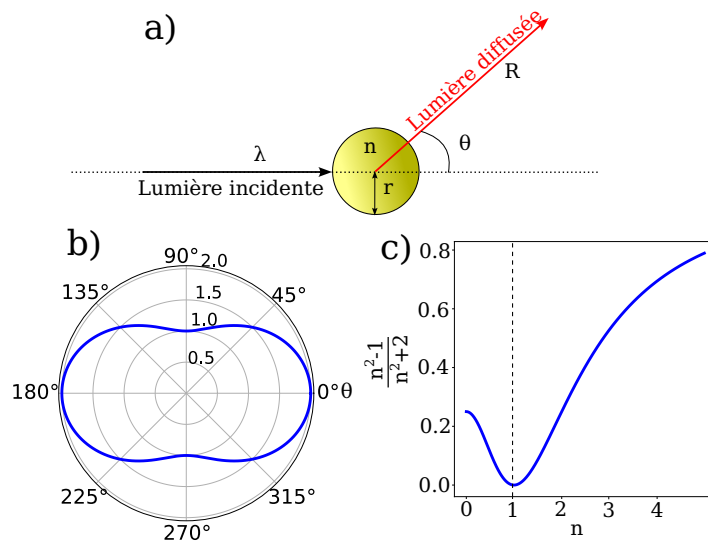 a)
Lumière diffusée
R
n
θ
λ
Lumière incidente
r
b)
90°
2.0
135°
45°
1.5
1.0
0.5
180°
0° θ
225°
315°
270°
c)
0.8
0.6
0.4
0.2
0.0
n²-1
n²+2
0 1 2 3 4
n